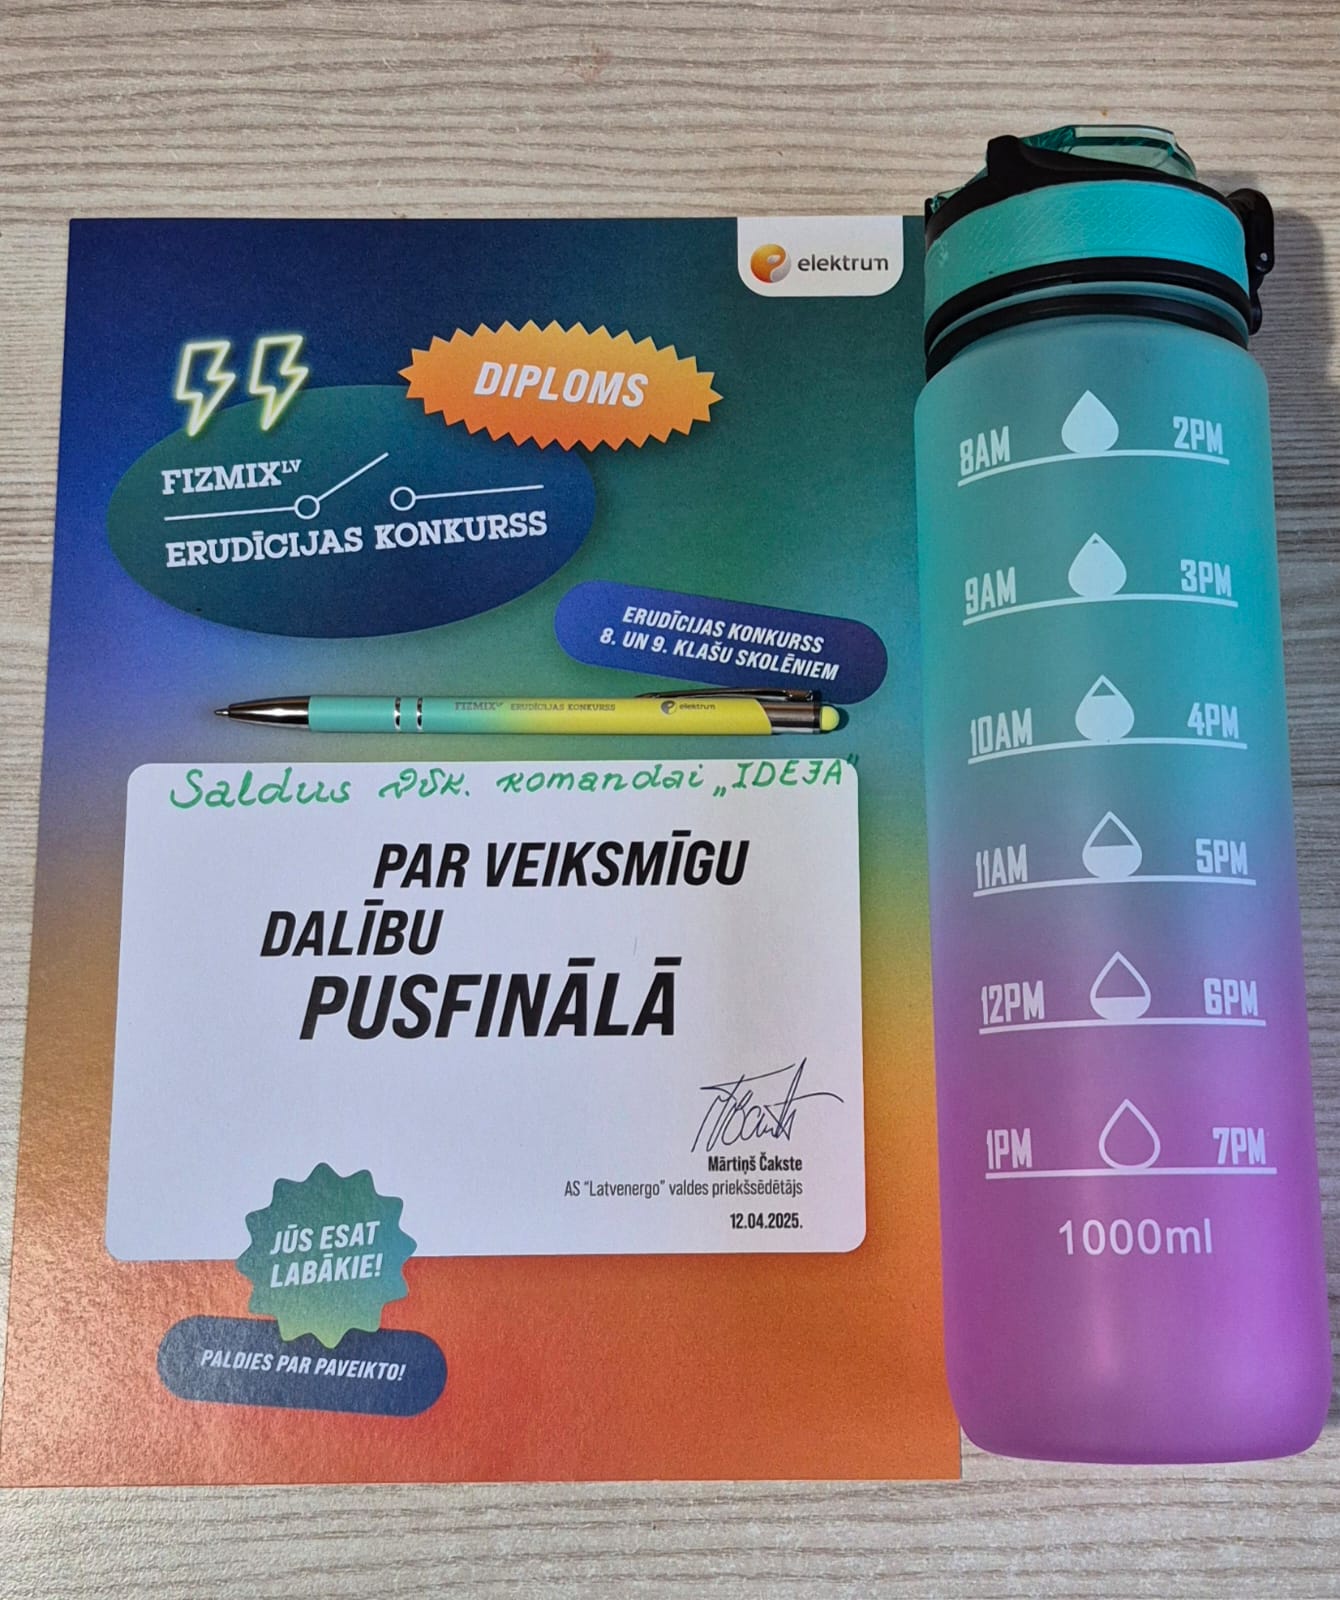 elektrum
DIPLOMS
FIZMIX LV
ERUDĪCIJAS KONKURSS
ERUDĪCIJAS KONKURSS
8. UN 9. KLAŠU SKOLĒNIEM
FIZMIX LV ERUDĪCIJAS KONKURSS elektrum
Saldus komandai „IDEJA"
PAR VEIKSMĪGU
DALĪBU
PUSFINĀLĀ
Mārtiņš Čakste
AS "Latvenergo" valdes priekšsēdētājs
12.04.2025.
JŪS ESAT
LABĀKIE!
PALDIES PAR PAVEIKTO!
8AM 2PM
9AM 3PM
10AM 4PM
11AM 5PM
12PM 6PM
1PM 7PM
1000ml